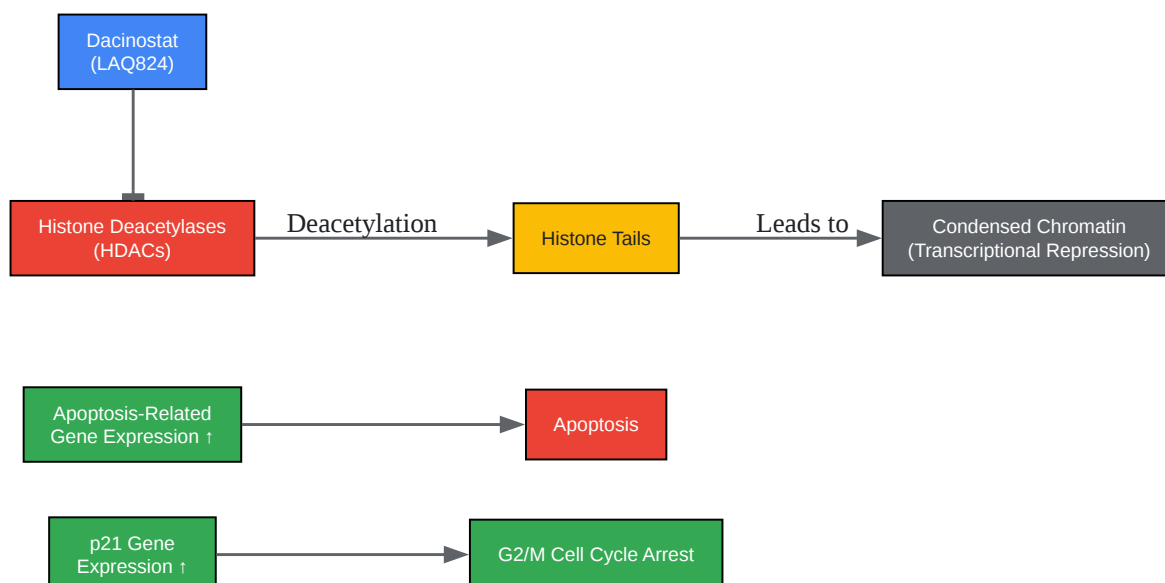 Dacinostat
(LAQ824)
Histone Deacetylases
(HDACs)
Deacetylation
Histone Tails
Leads to
Condensed Chromatin
(Transcriptional Repression)
Apoptosis-Related
Gene Expression ↑
Apoptosis
p21 Gene
Expression ↑
G2/M Cell Cycle Arrest